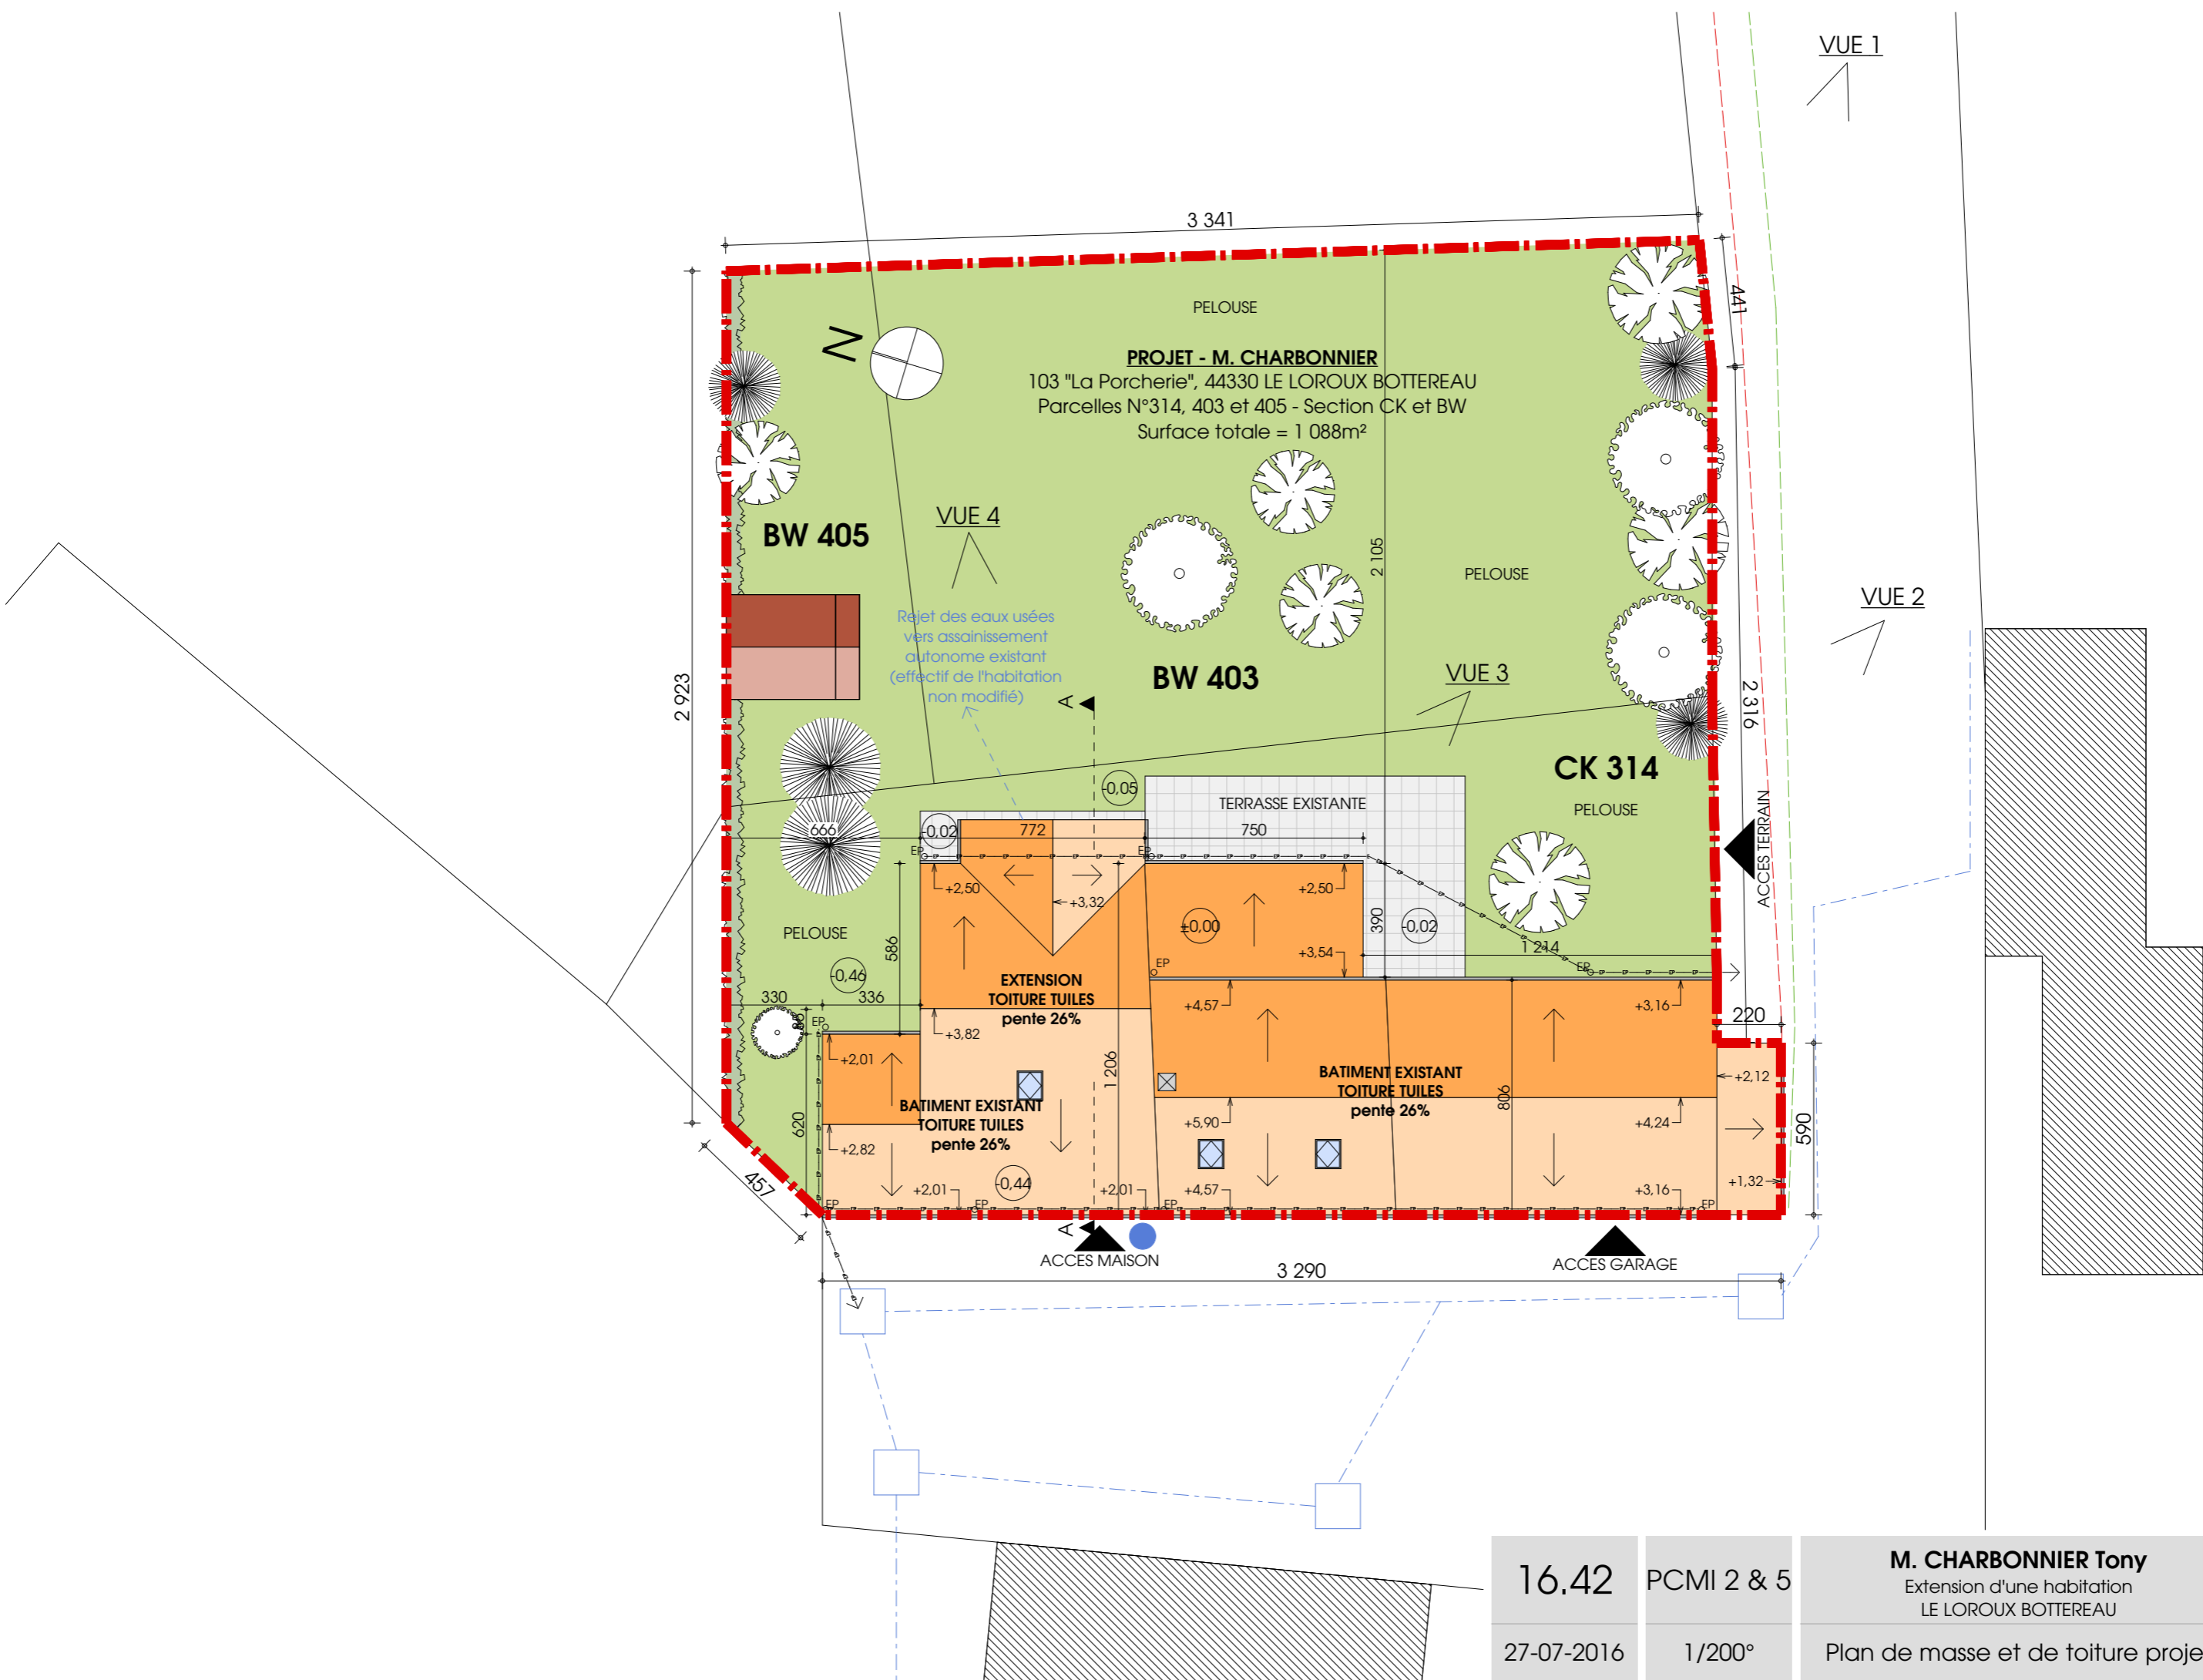 VUE 1
3 341
441
PELOUSE
N
PROJET - M. CHARBONNIER
103 "La Porcherie", 44330 LE LOROUX BOTTEREAU
Parcelles N°314, 403 et 405 - Section CK et BW
Surface totale = 1 088m²
BW 405
VUE 4
2 105
PELOUSE
VUE 2
Rejet des eaux usées
vers assainissement
autonome existant
(effectif de l'habitation
non modifié)
BW 403
VUE 3
A
2 923
2 316
CK 314
-0,05
TERRASSE EXISTANTE
PELOUSE
666
-0,02
772
750
ACCES TERRAIN
EP
EP
+2,50
+3,32
+2,50
±0,00
390
-0,02
PELOUSE
586
+3,54
1 214
-0,46
EP
EP
EXTENSION
TOITURE TUILES
pente 26%
330
336
+4,57
+3,16
220
86
EP
+3,82
+2,01
1 206
BATIMENT EXISTANT
TOITURE TUILES
pente 26%
806
+2,12
BATIMENT EXISTANT
TOITURE TUILES
pente 26%
620
+5,90
+4,24
590
+2,82
457
-0,44
+2,01
+2,01
+4,57
+3,16
+1,32
EP
EP
EP
EP
A
ACCES MAISON
ACCES GARAGE
3 290
16.42
PCMI 2 & 5
M. CHARBONNIER Tony
Extension d'une habitation
LE LOROUX BOTTEREAU
27-07-2016
1/200°
Plan de masse et de toiture proje